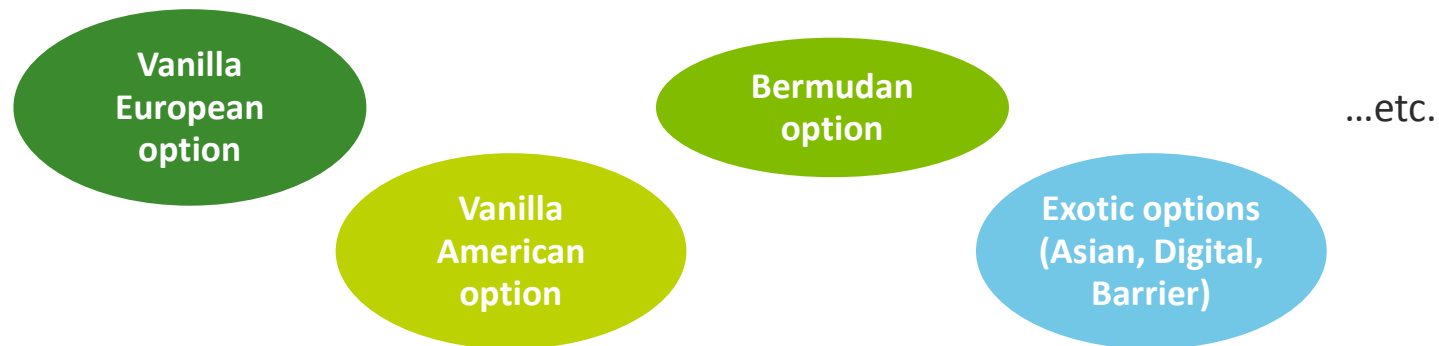 Vanilla
European
option
Vanilla
American
option
Bermudan
option
Exotic options
(Asian, Digital,
Barrier)
...etc.